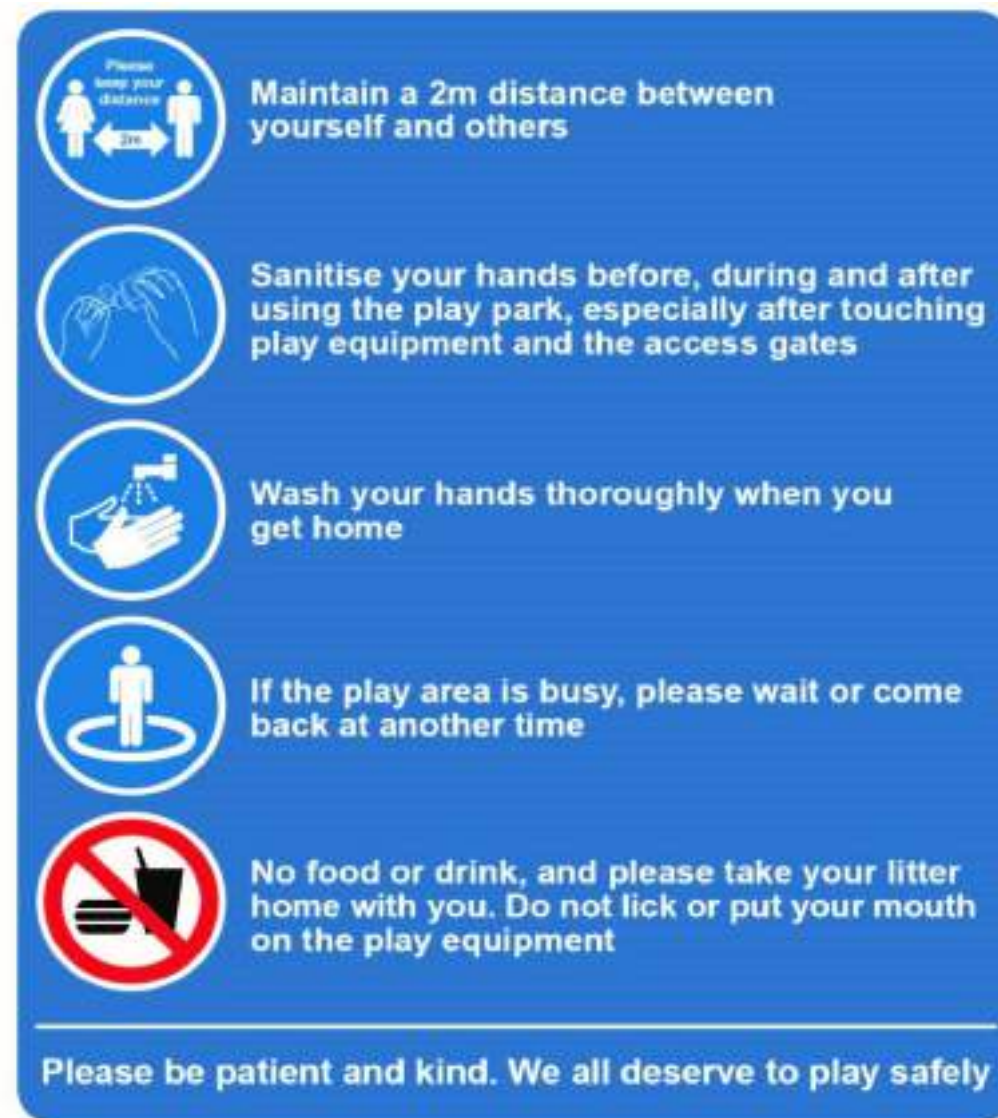 Please
keep your
distance
2m
Maintain a 2m distance between
yourself and others
Sanitise your hands before, during and after
using the play park, especially after touching
play equipment and the access gates
Wash your hands thoroughly when you
get home
If the play area is busy, please wait or come
back at another time
No food or drink, and please take your litter
home with you. Do not lick or put your mouth
on the play equipment
Please be patient and kind. We all deserve to play safely